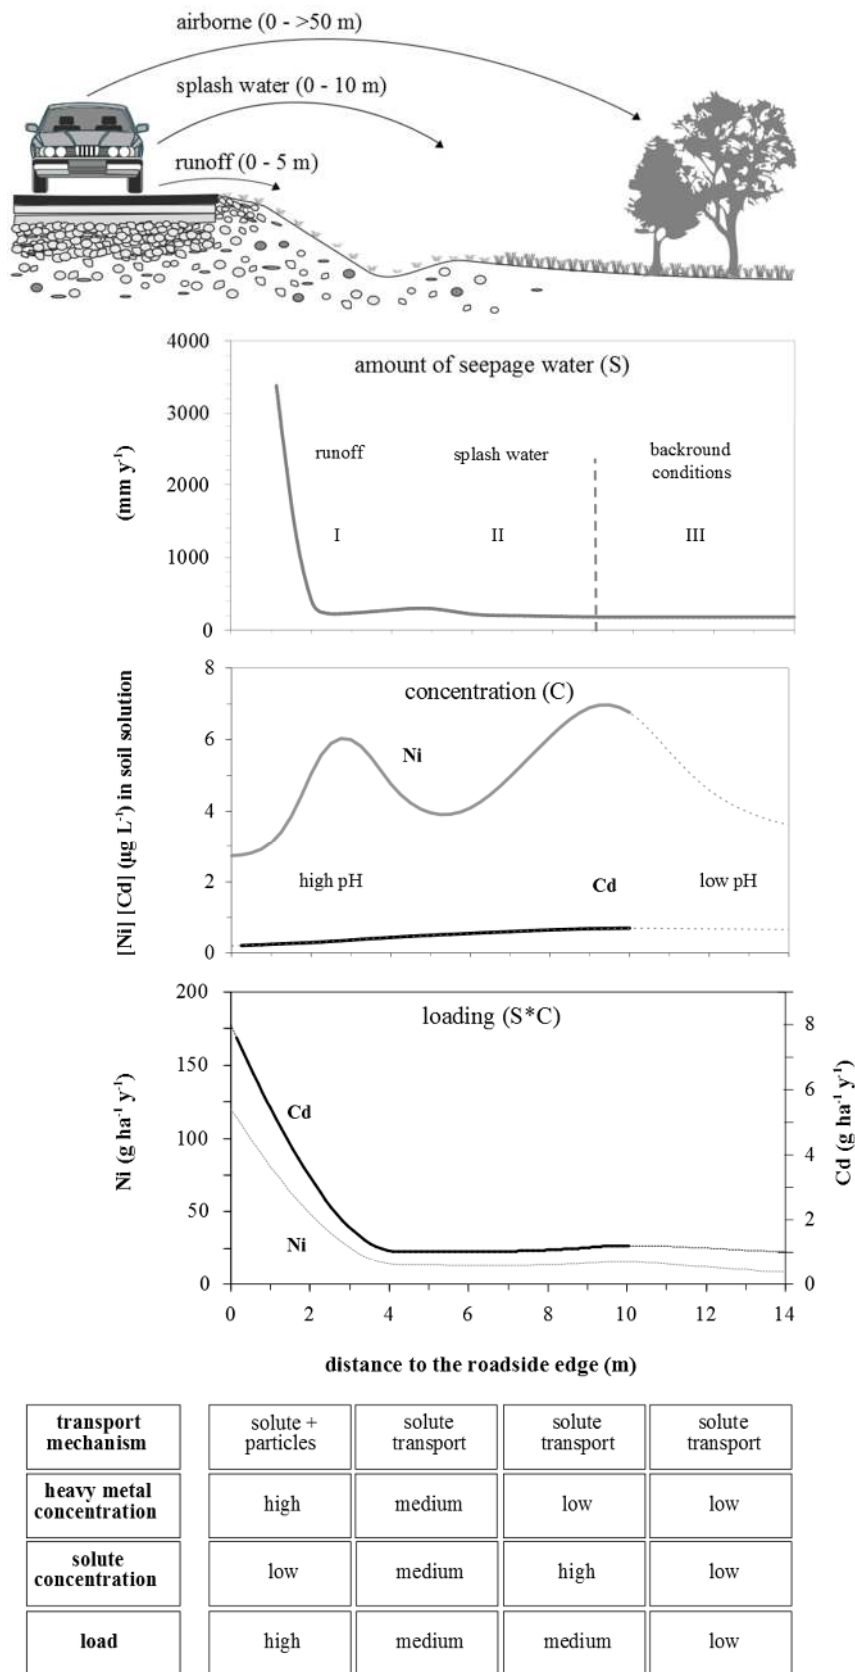 airborne (0 - >50 m)
splash water (0 - 10 m)
runoff (0 - 5 m)
amount of seepage water (S)
(mm y⁻¹)
4000
3000
2000
1000
0
runoff
splash water
backround
conditions
I
II
III
concentration (C)
[Ni] [Cd] (µg L⁻¹) in soil solution
8
6
4
2
0
Ni
Cd
high pH
low pH
loading (S*C)
Ni (g ha⁻¹ y⁻¹)
200
150
100
50
0
Cd
Ni
8
6
4
2
0
Cd (g ha⁻¹ y⁻¹)
0 2 4 6 8 10 12 14
distance to the roadside edge (m)
transport
mechanism
solute +
particles
solute
transport
solute
transport
solute
transport
heavy metal
concentration
high
medium
low
low
solute
concentration
low
medium
high
low
load
high
medium
medium
low